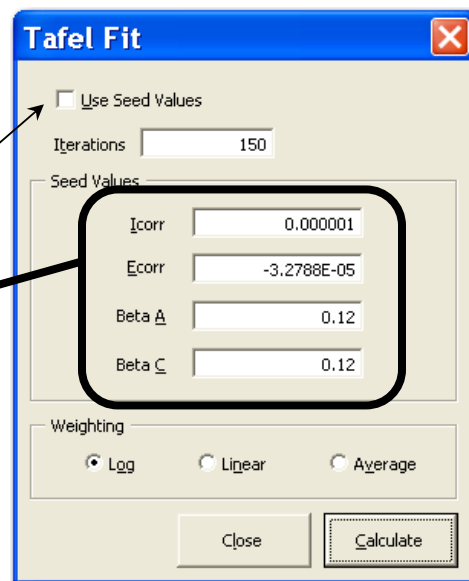 Tafel Fit
Use Seed Values
Iterations 150
Seed Values
Icorr 0.000001
Ecorr -3.2788E-05
Beta A 0.12
Beta C 0.12
Weighting
Log Linear Average
Close Calculate